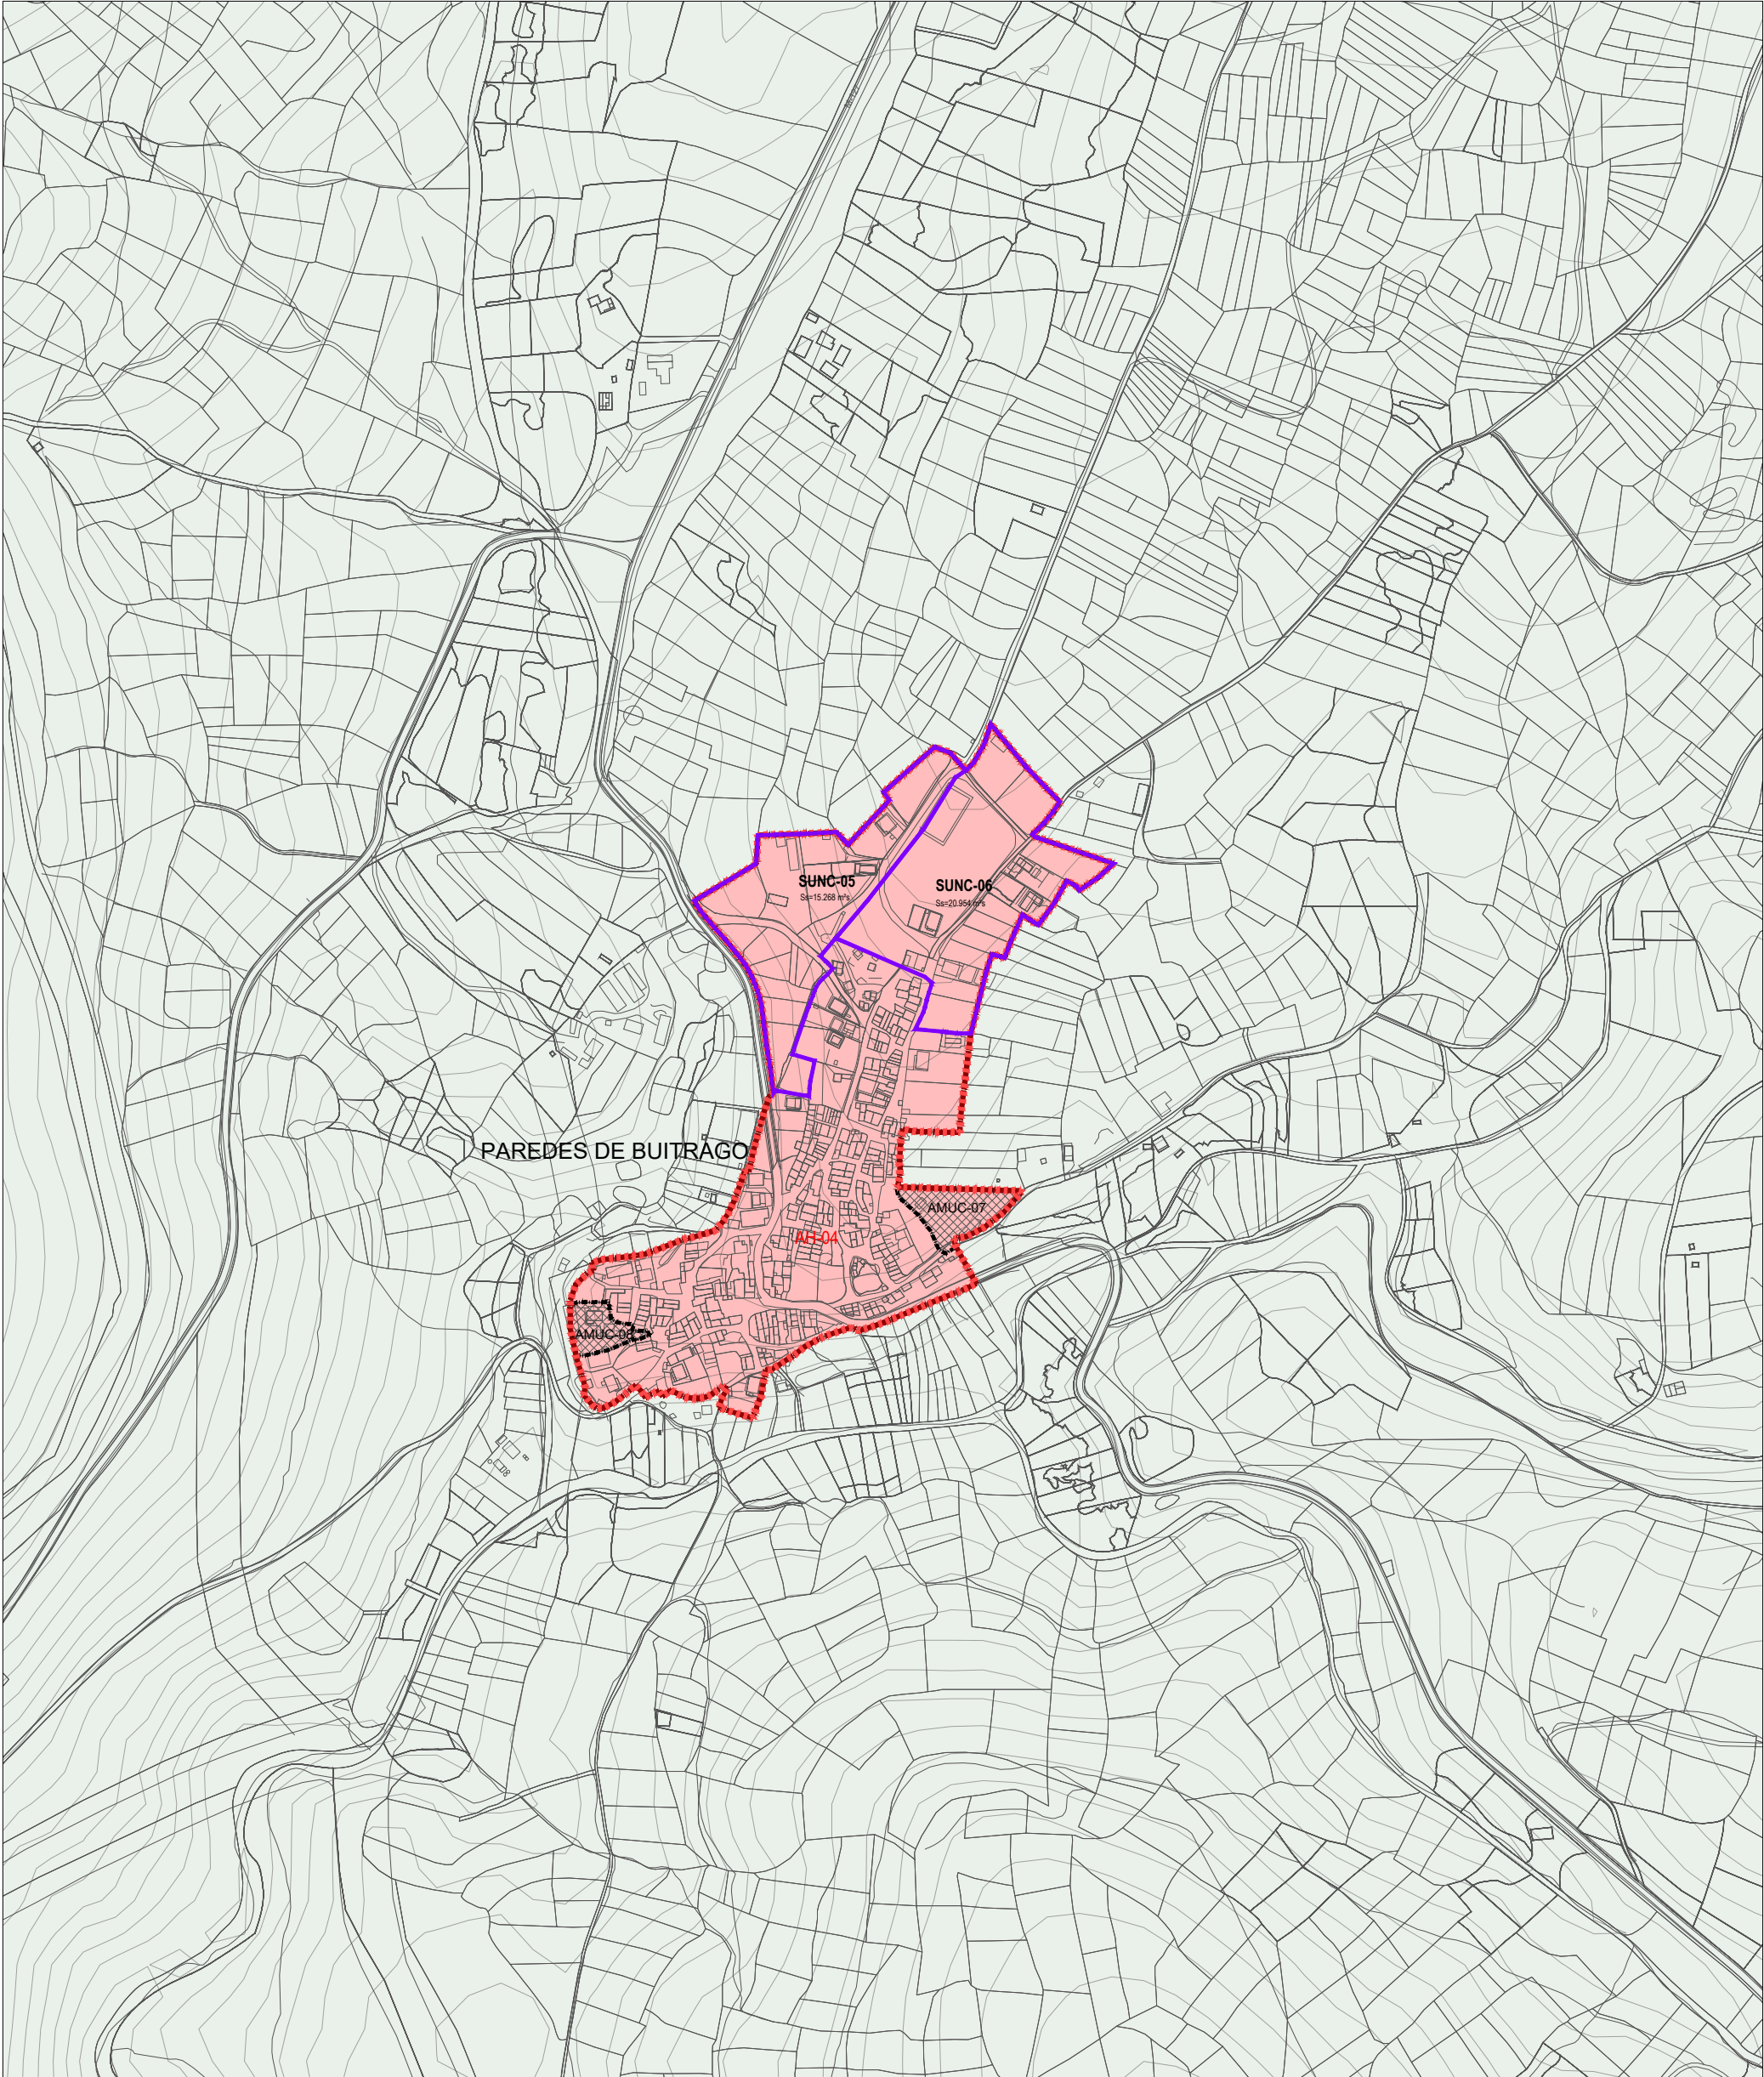 SUNC-05
Ss=15.268 m²s
SUNC-06
Ss=20.954 m²s
PAREDES DE BUITRAGO
AMUC-07
AH-04
AMUC-08